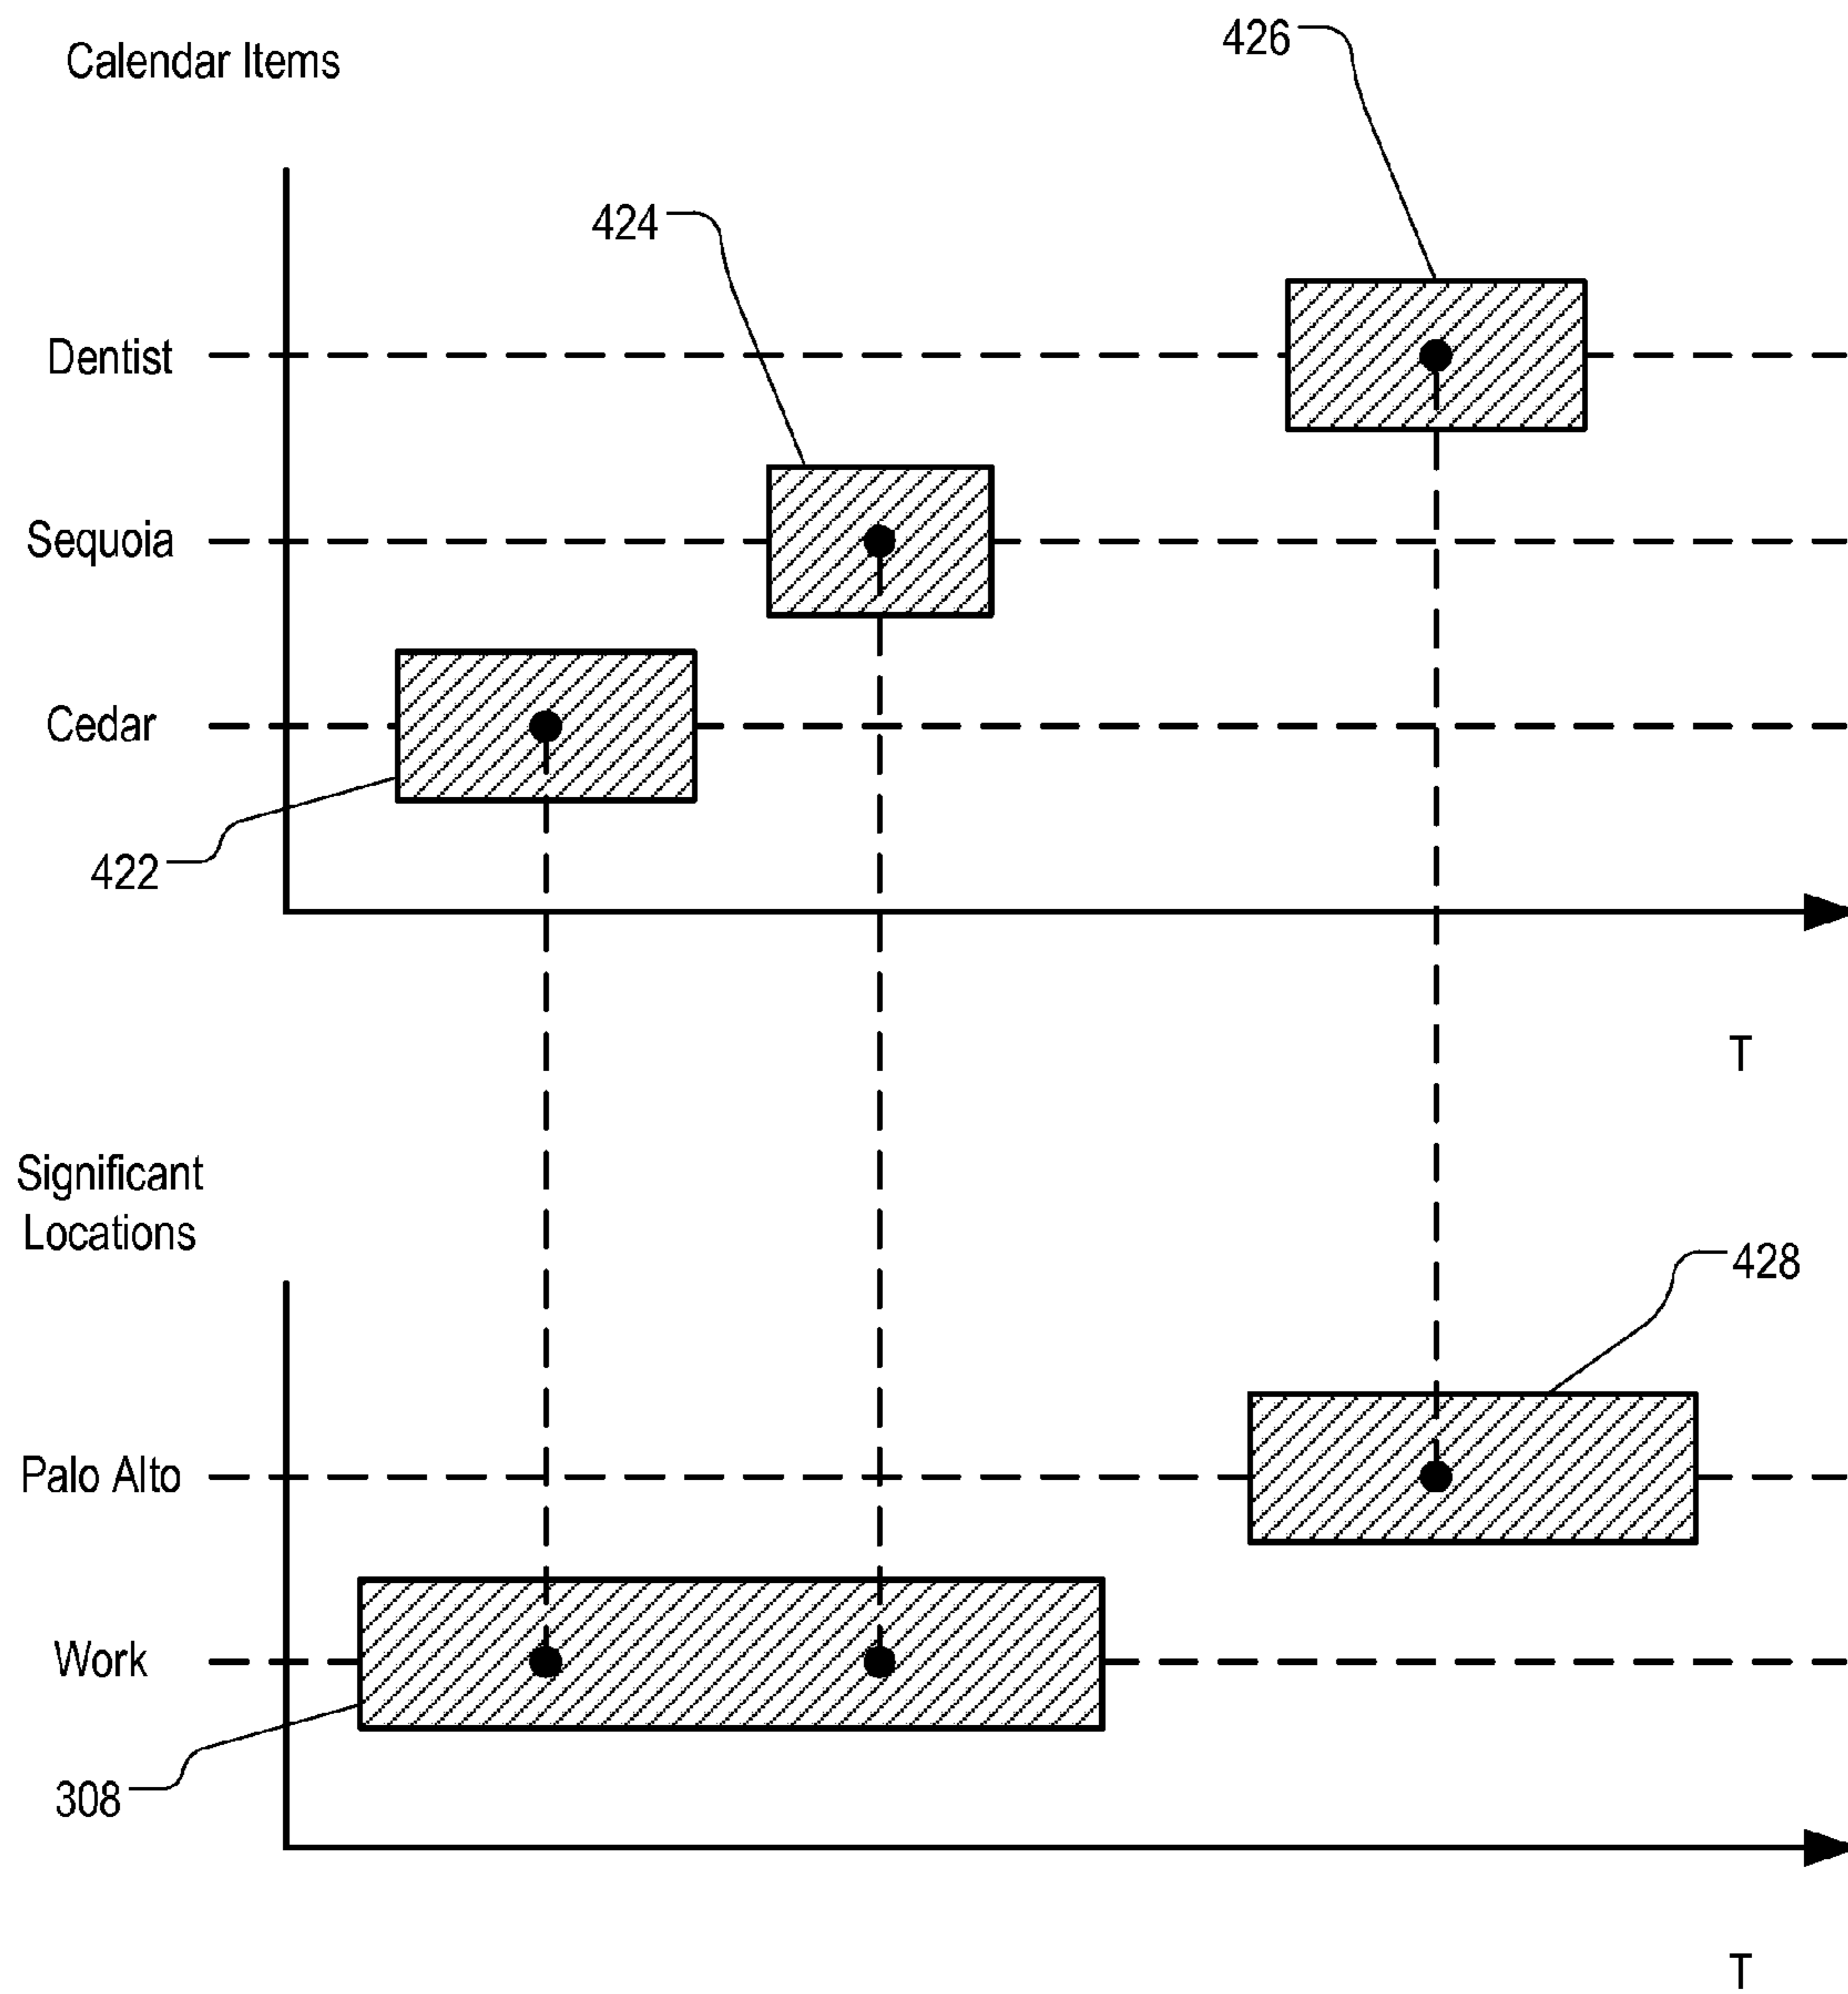 Calendar Items
426
424
Dentist
Sequoia
Cedar
422
T
Significant
Locations
428
Palo Alto
Work
308
T